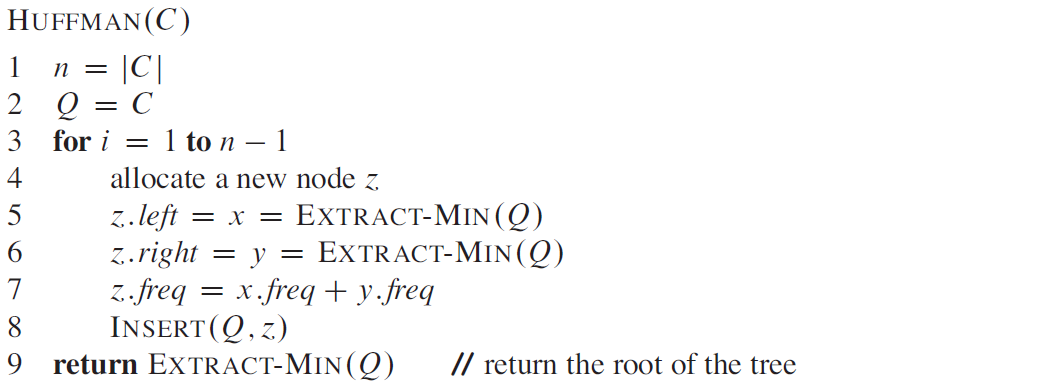 HUFFMAN(C)
1 n = |C|
2 Q = C
3 for i = 1 to n − 1
4 allocate a new node z
5 z.left = x = EXTRACT-MIN(Q)
6 z.right = y = EXTRACT-MIN(Q)
7 z.freq = x.freq + y.freq
8 INSERT(Q, z)
9 return EXTRACT-MIN(Q) // return the root of the tree